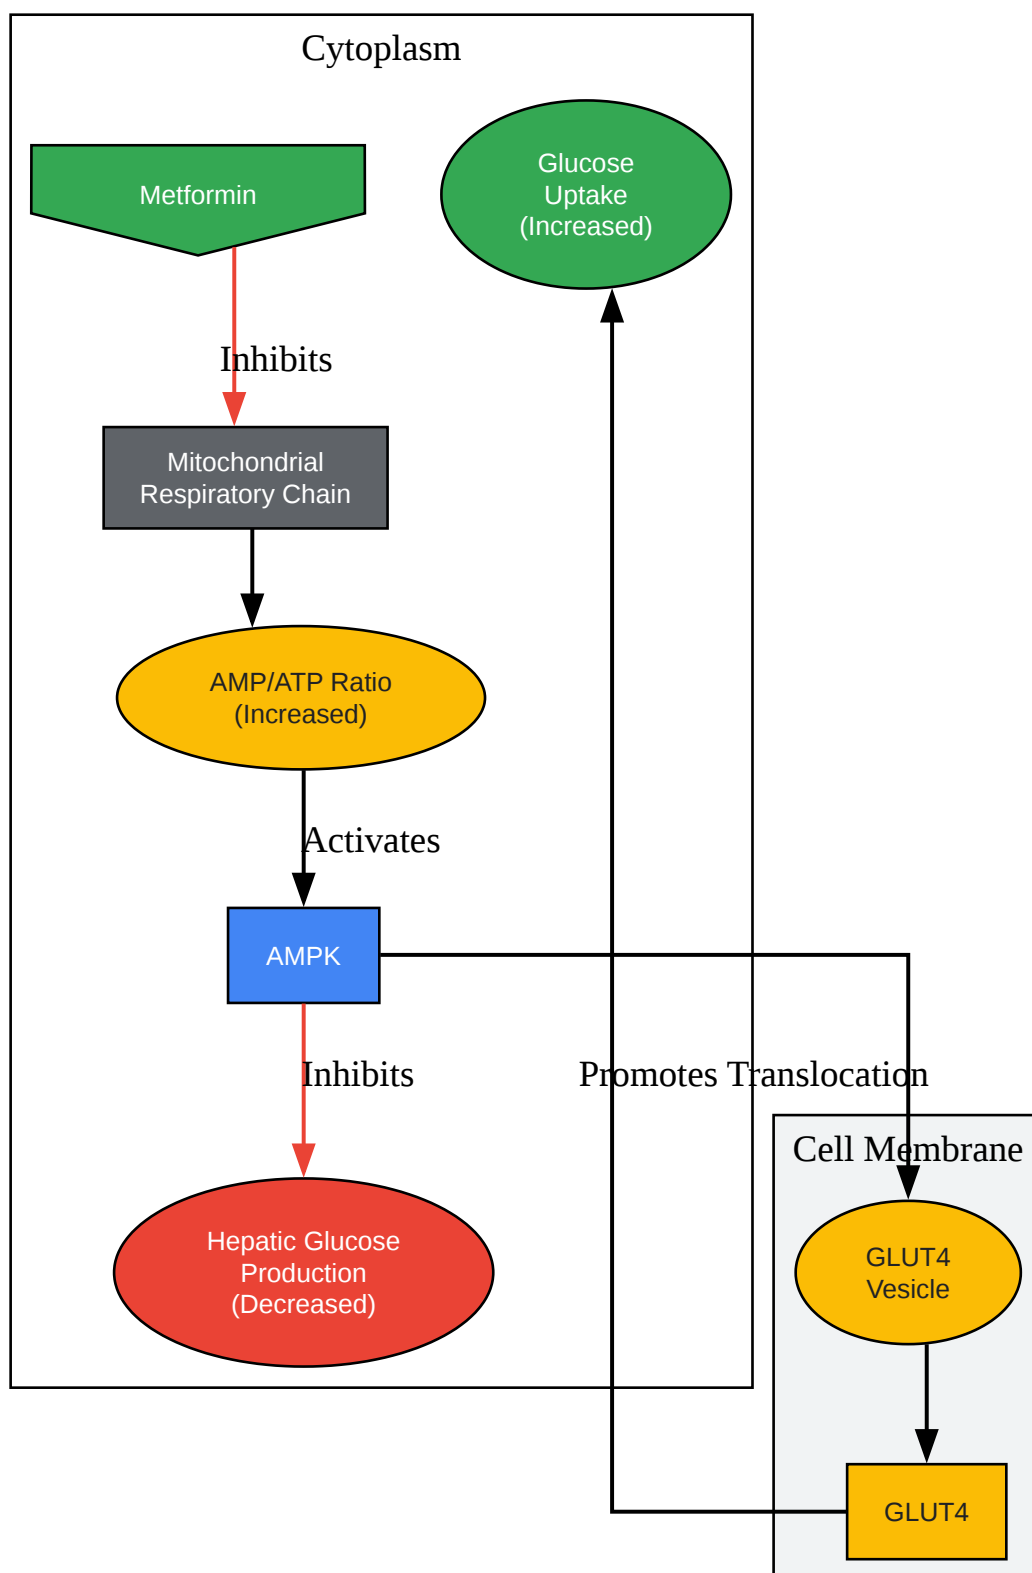 Cytoplasm
Metformin
Glucose
Uptake
(Increased)
Inhibits
Mitochondrial
Respiratory Chain
AMP/ATP Ratio
(Increased)
Activates
AMPK
Inhibits
Promotes Translocation
Cell Membrane
Hepatic Glucose
Production
(Decreased)
GLUT4
Vesicle
GLUT4